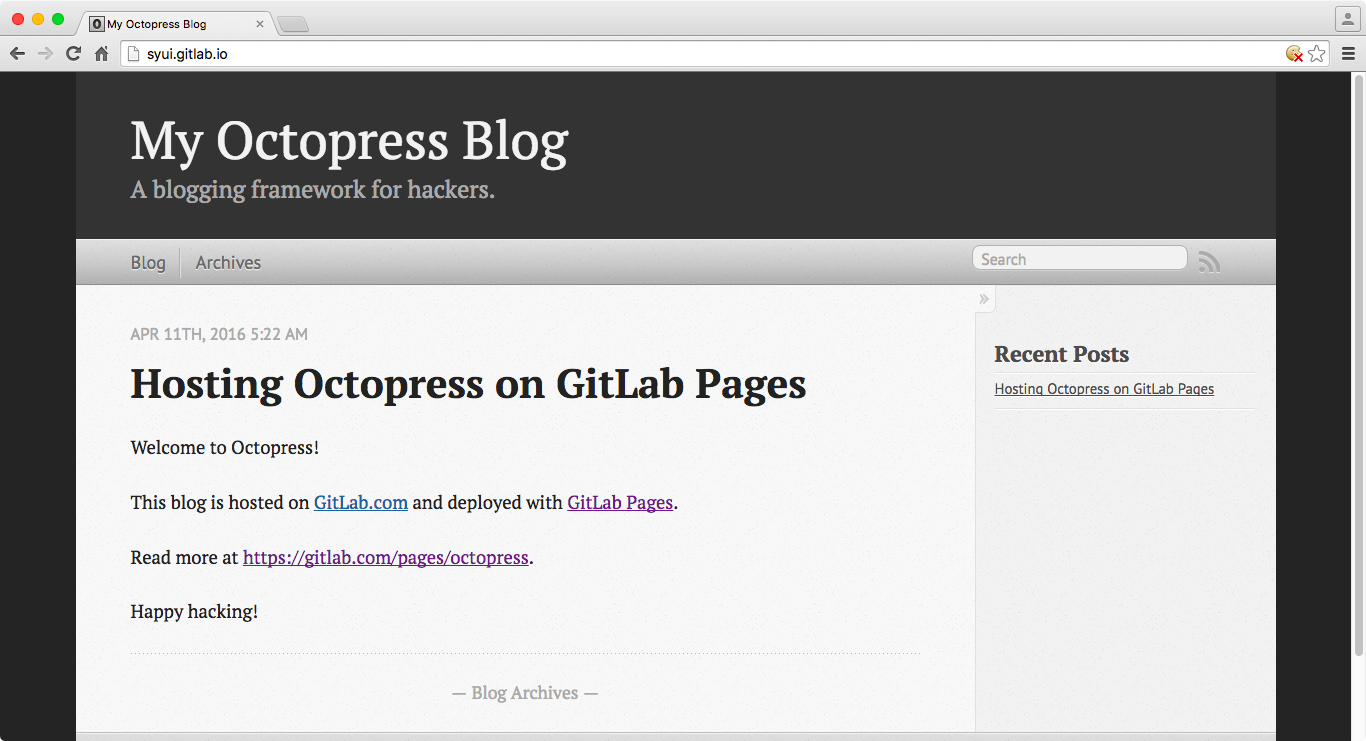 My Octopress Blog
syui.gitlab.io
My Octopress Blog
A blogging framework for hackers.
Blog
Archives
Search
»
APR 11TH, 2016 5:22 AM
Hosting Octopress on GitLab Pages
Welcome to Octopress!
This blog is hosted on GitLab.com and deployed with GitLab Pages.
Read more at https://gitlab.com/pages/octopress.
Happy hacking!
— Blog Archives —
Recent Posts
Hosting Octopress on GitLab Pages